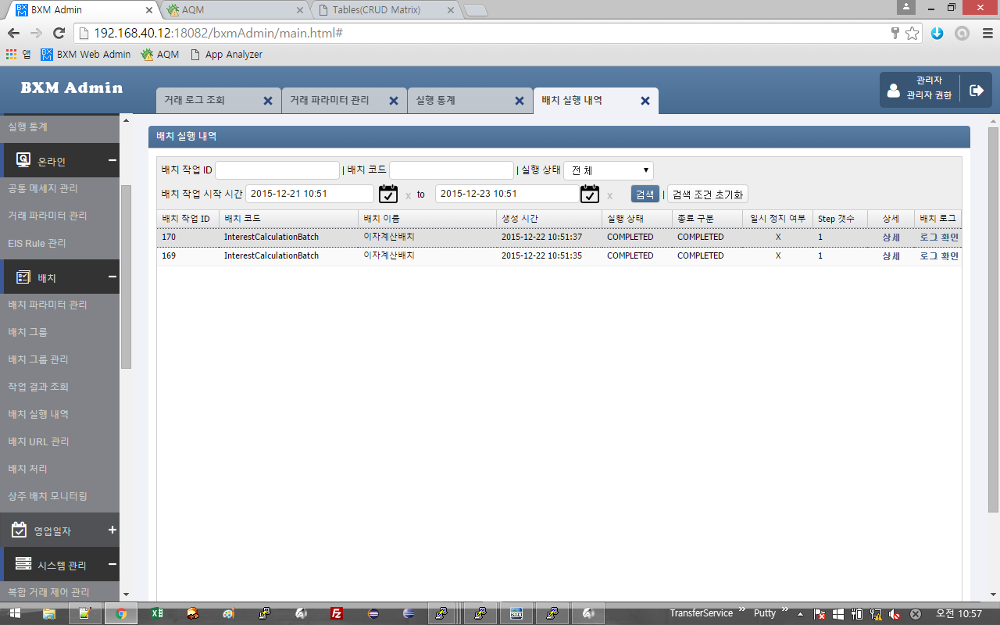 BXM Admin
AQM
Tables(CRUD Matrix)
192.168.40.12:18082/bxmAdmin/main.html#
앱
BXM Web Admin
AQM
App Analyzer
BXM Admin
거래 로그 조회
거래 파라미터 관리
실행 통계
배치 실행 내역
관리자
관리자 권한
실행 통계
온라인
공통 메세지 관리
거래 파라미터 관리
EIS Rule 관리
배치
배치 파라미터 관리
배치 그룹
배치 그룹 관리
작업 결과 조회
배치 실행 내역
배치 URL 관리
배치 처리
상주 배치 모니터링
영업일자
시스템 관리
복합 거래 제어 관리
배치 실행 내역
배치 작업 ID | 배치 코드 | 실행 상태 전 체
배치 작업 시작 시간 2015-12-21 10:51 x to 2015-12-23 10:51 x 검색 | 검색 조건 초기화
배치 작업 ID 배치 코드 배치 이름 생성 시간 실행 상태 종료 구분 일시 정지 여부 Step 갯수 상세 배치 로그
170 InterestCalculationBatch 이자계산배치 2015-12-22 10:51:37 COMPLETED COMPLETED X 1 상세 로그 확인
169 InterestCalculationBatch 이자계산배치 2015-12-22 10:51:35 COMPLETED COMPLETED X 1 상세 로그 확인
TransferService
Putty
오전 10:57